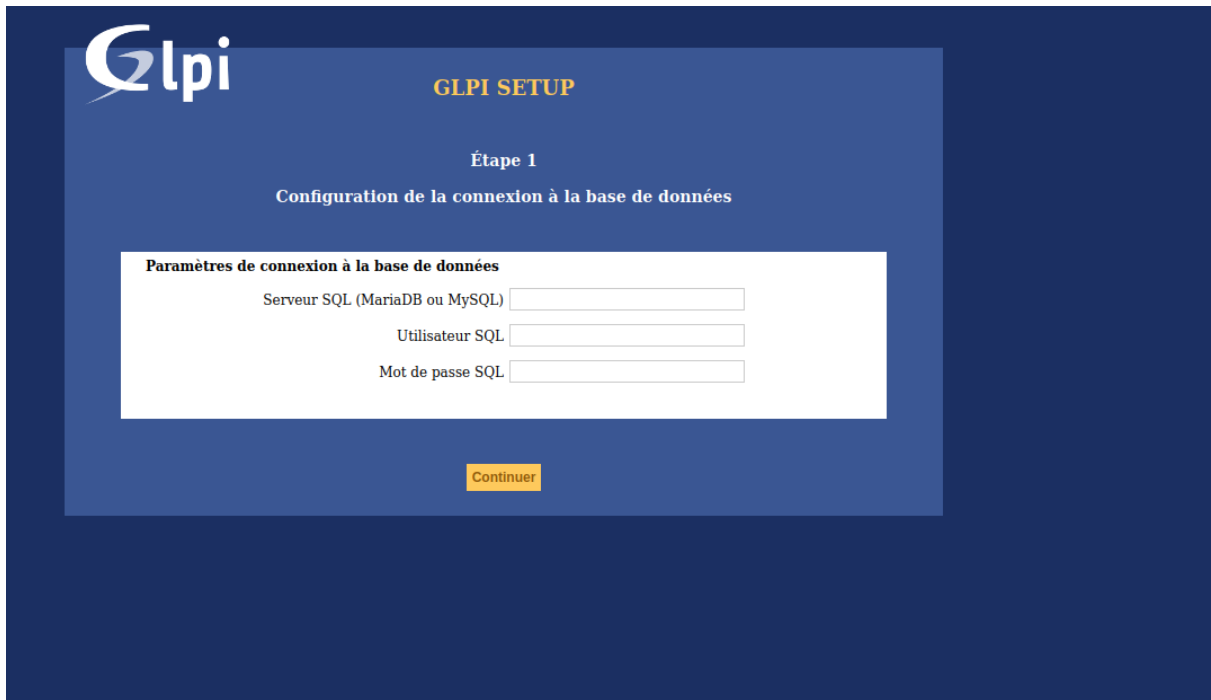 Glpi
GLPI SETUP
Étape 1
Configuration de la connexion à la base de données
Paramètres de connexion à la base de données
Serveur SQL (MariaDB ou MySQL)
Utilisateur SQL
Mot de passe SQL
Continuer